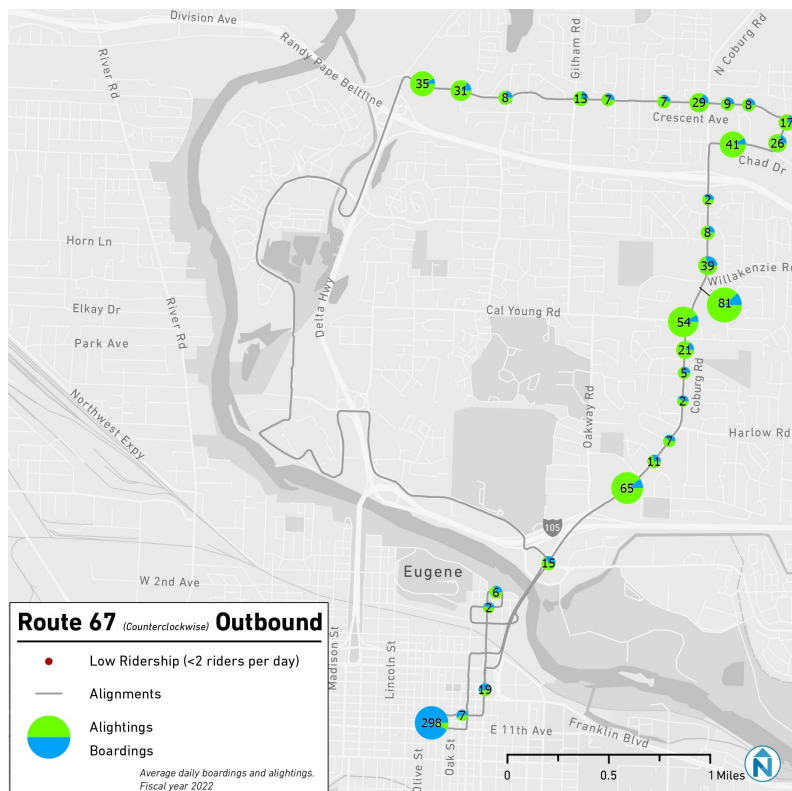 Division Ave
River Rd
Randy Pape Beltline
Gilham Rd
N Coburg Rd
35
31
8
13
7
7
29
9
8
Crescent Ave
17
26
41
Chad Dr
2
8
Horn Ln
39
Willakenzie Rd
Delta Hwy
81
Elkay Dr
River Rd
Cal Young Rd
54
Park Ave
21
5
Coburg Rd
2
Northwest Expy
Oakway Rd
7
Harlow Rd
11
65
105
15
Eugene
W 2nd Ave
6
2
Route 67 (Counterclockwise) Outbound
Low Ridership (<2 riders per day)
Alignments
Alightings
Boardings
Average daily boardings and alightings.
Fiscal year 2022
Madison St
Lincoln St
19
298
7
E 11th Ave
Franklin Blvd
Olive St
Oak St
0
0.5
1 Miles
N